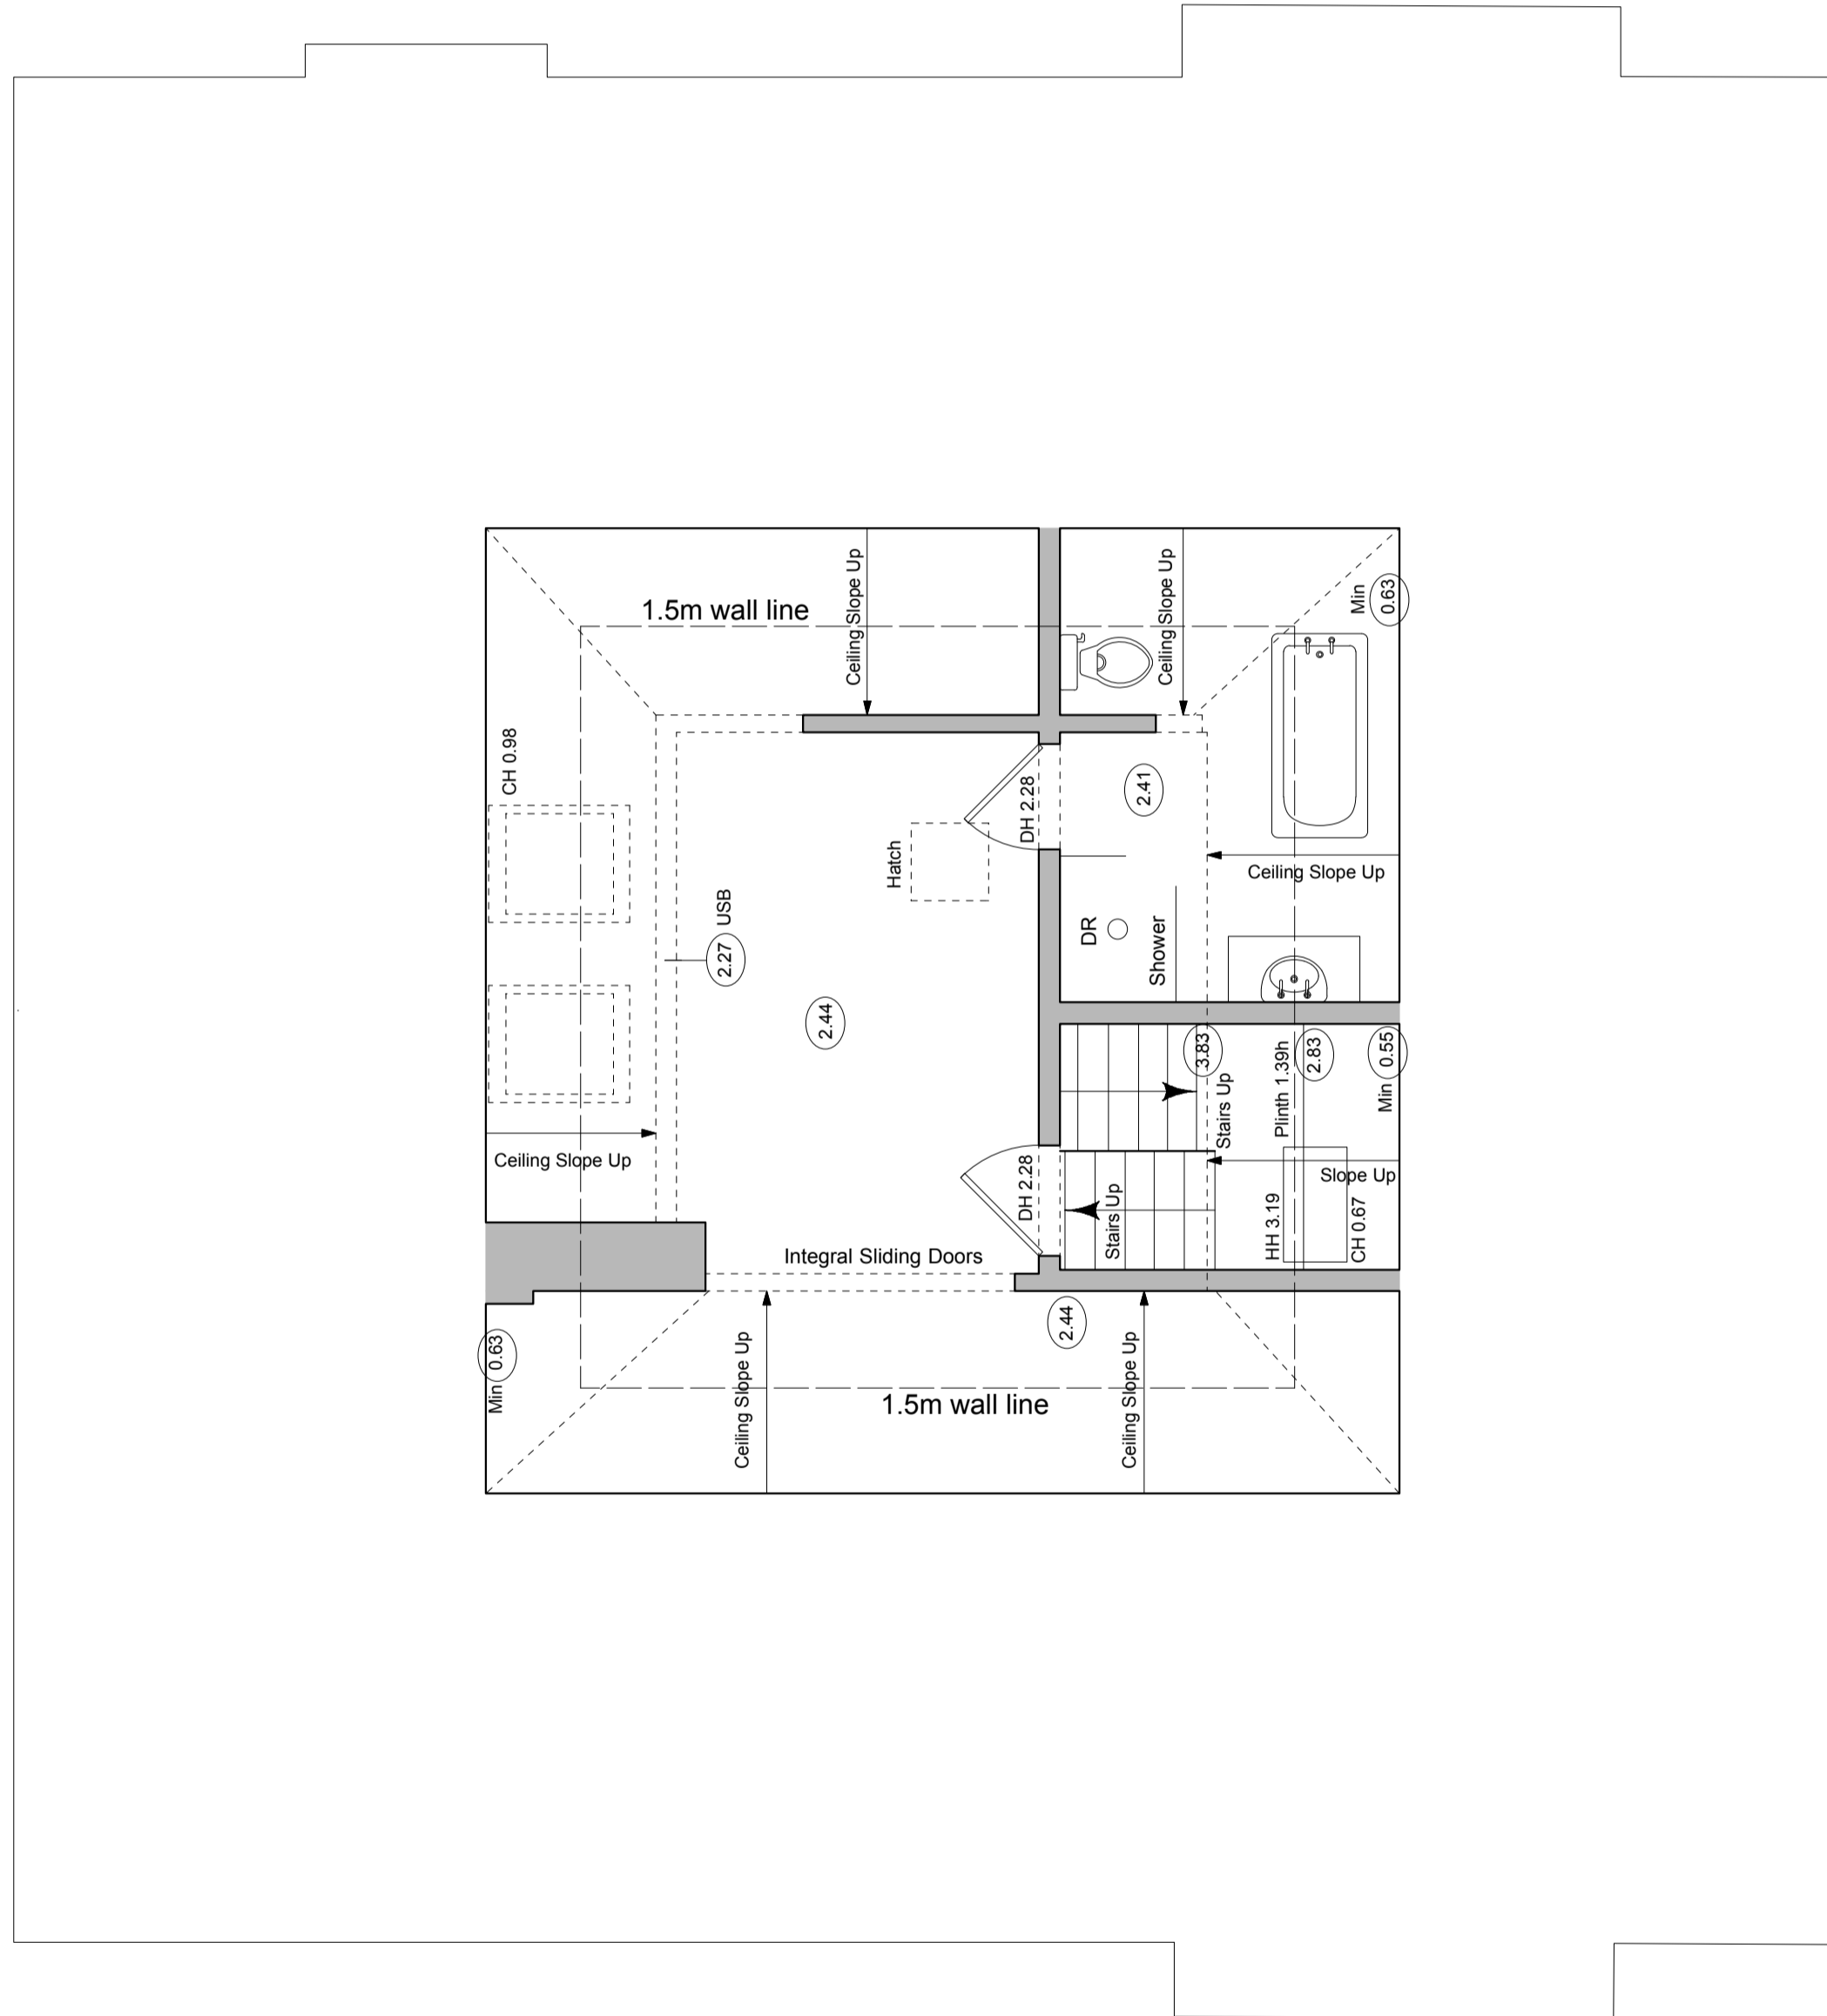 1.5m wall line
Ceiling Slope Up
Ceiling Slope Up
Min 0.63
CH 0.98
DH 2.28
2.41
Hatch
Ceiling Slope Up
2.27 USB
DR
Shower
2.44
3.83
Plinth 1.39h
2.83
Min 0.55
Stairs Up
Ceiling Slope Up
Slope Up
DH 2.28
Stairs Up
HH 3.19
CH 0.67
Integral Sliding Doors
2.44
Min 0.63
Ceiling Slope Up
Ceiling Slope Up
1.5m wall line